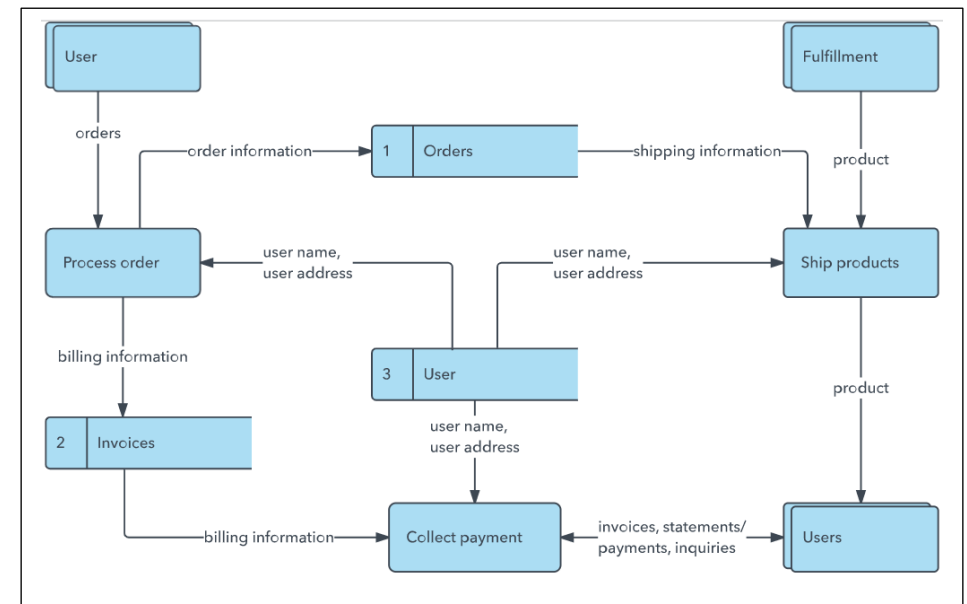 User
Fulfillment
orders
order information
1
Orders
shipping information
product
Process order
user name,
user address
user name,
user address
Ship products
billing information
3
User
product
user name,
user address
2
Invoices
billing information
Collect payment
invoices, statements/
payments, inquiries
Users